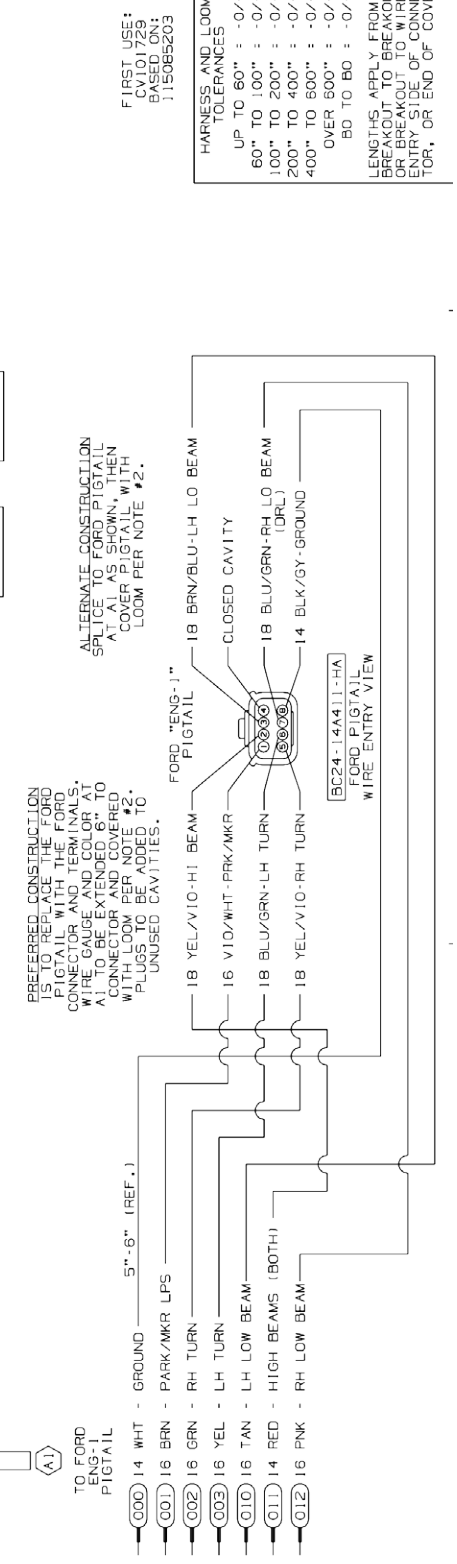 A1
TO FORD
ENG-1
PIGTAIL
000 14 WHT - GROUND
5"-6" (REF.)
001 16 BRN - PARK/MKR LPS
002 16 GRN - RH TURN
003 16 YEL - LH TURN
010 16 TAN - LH LOW BEAM
011 14 RED - HIGH BEAMS (BOTH)
012 16 PNK - RH LOW BEAM
PREFERRED CONSTRUCTION
IS TO REPLACE THE FORD
PIGTAIL WITH THE FORD
CONNECTOR AND TERMINALS.
WIRE GAUGE AND COLOR AT
A1 TO BE EXTENDED 6" TO
CONNECTOR AND COVERED
WITH LOOM PER NOTE #2.
PLUGS TO BE ADDED TO
UNUSED CAVITIES.
ALTERNATE CONSTRUCTION
SPLICE TO FORD PIGTAIL
AT A1 AS SHOWN, THEN
COVER PIGTAIL WITH
LOOM PER NOTE #2.
FORD "ENG-1"
PIGTAIL
18 YEL/VIO-HI BEAM
16 VIO/WHT-PRK/MKR
18 BLU/GRN-LH TURN
18 YEL/VIO-RH TURN
1 2 3 4
5 6 7 8
18 BRN/BLU-LH LO BEAM
CLOSED CAVITY
18 BLU/GRN-RH LO BEAM
(DRL)
14 BLK/GY-GROUND
BC24-14A411-HA
FORD PIGTAIL
WIRE ENTRY VIEW
FIRST USE:
CV101729
BASED ON:
115085203
HARNESS AND LOOM
TOLERANCES
UP TO 60" = -0/
60" TO 100" = -0/
100" TO 200" = -0/
200" TO 400" = -0/
400" TO 600" = -0/
OVER 600" = -0/
BO TO BO = -0/
LENGTHS APPLY FROM
BREAKOUT TO BREAKO
OR BREAKOUT TO WIRE
ENTRY SIDE OF CONN
TOR, OR END OF COVE